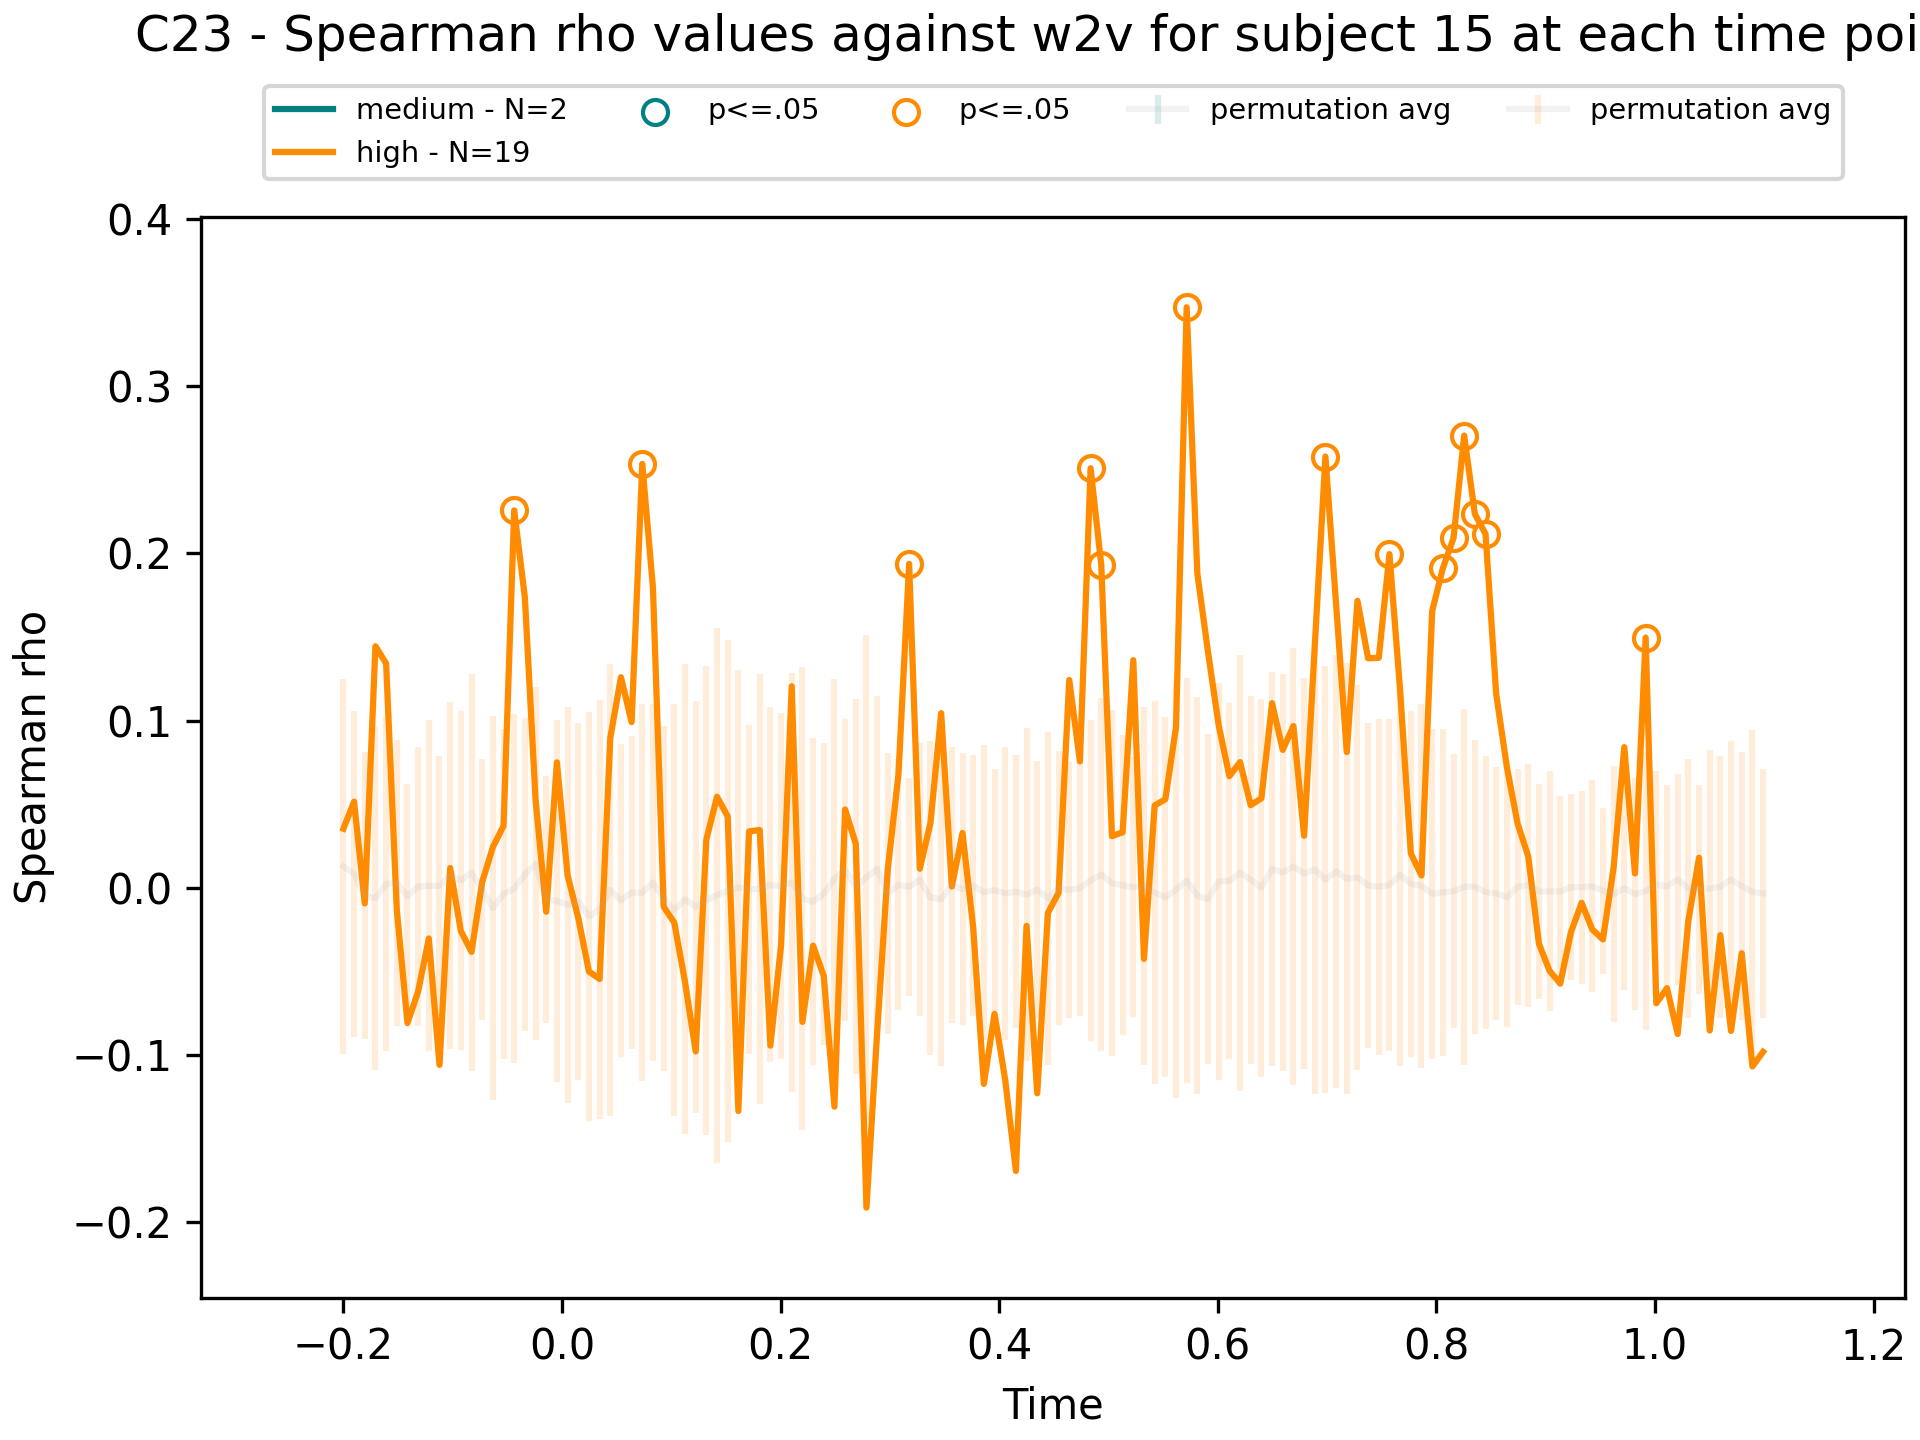 C23 - Spearman rho values against w2v for subject 15 at each time poi
medium - N=2
high - N=19
p<=.05
p<=.05
permutation avg
permutation avg
Spearman rho
0.4
0.3
0.2
0.1
0.0
−0.1
−0.2
−0.2
0.0
0.2
0.4
0.6
0.8
1.0
1.2
Time